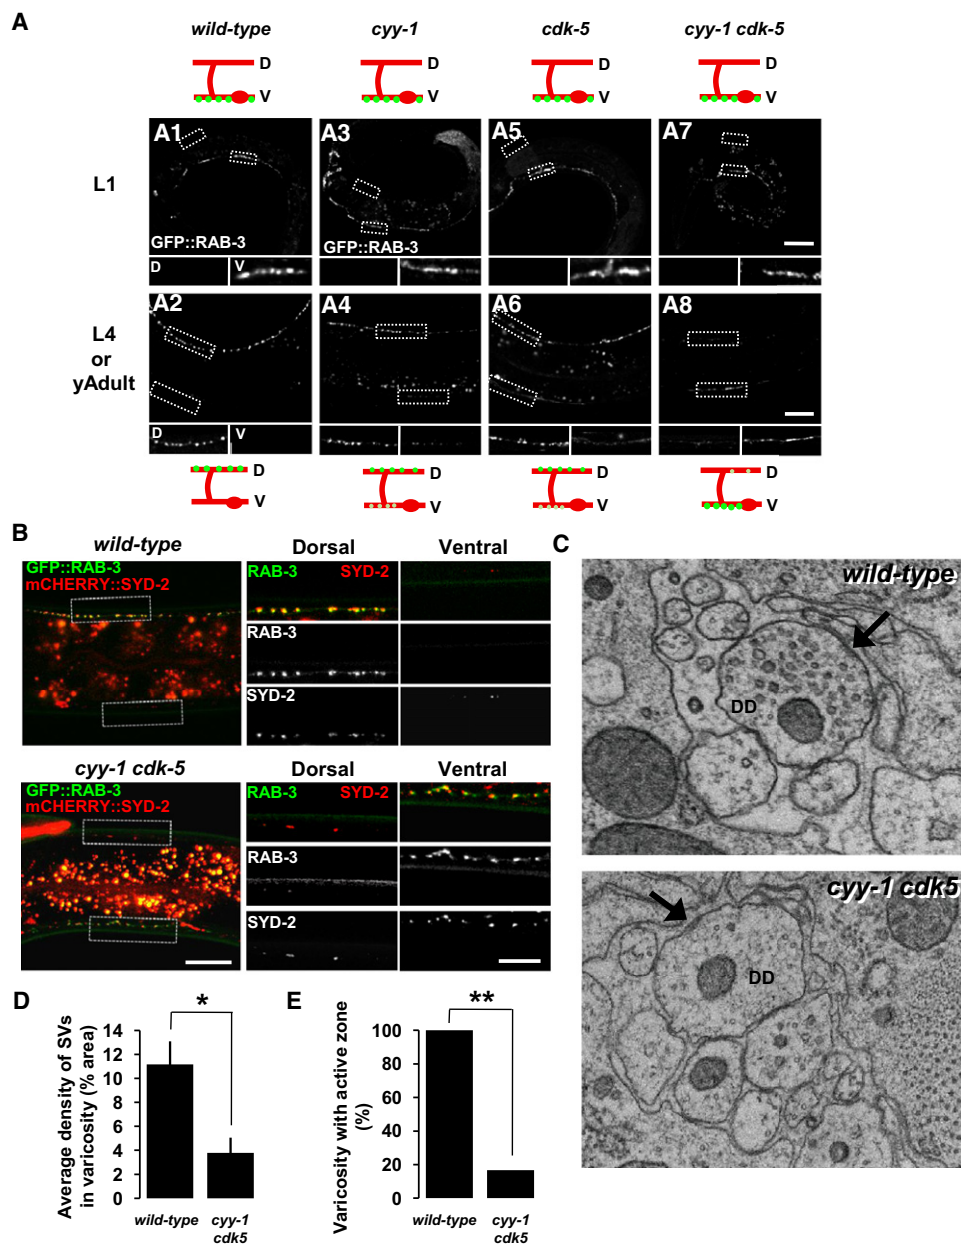 A
wild-type
cyy-1
cdk-5
cyy-1 cdk-5
D
V
D
V
D
V
D
V
L1
A1
A3
A5
A7
GFP::RAB-3
GFP::RAB-3
D
V
L4
or
yAdult
A2
A4
A6
A8
D
V
D
V
D
V
D
V
D
V
B
wild-type
Dorsal
Ventral
GFP::RAB-3
mCHERRY::SYD-2
RAB-3
SYD-2
RAB-3
SYD-2
cyy-1 cdk-5
Dorsal
Ventral
GFP::RAB-3
mCHERRY::SYD-2
RAB-3
SYD-2
RAB-3
SYD-2
C
wild-type
DD
cyy-1 cdk5
DD
D
*
Average density of SVs
in varicosity (% area)
14
12
10
8
6
4
2
0
wild-type
cyy-1
cdk5
E
**
Varicosity with active zone
(%)
100
80
60
40
20
0
wild-type
cyy-1
cdk5